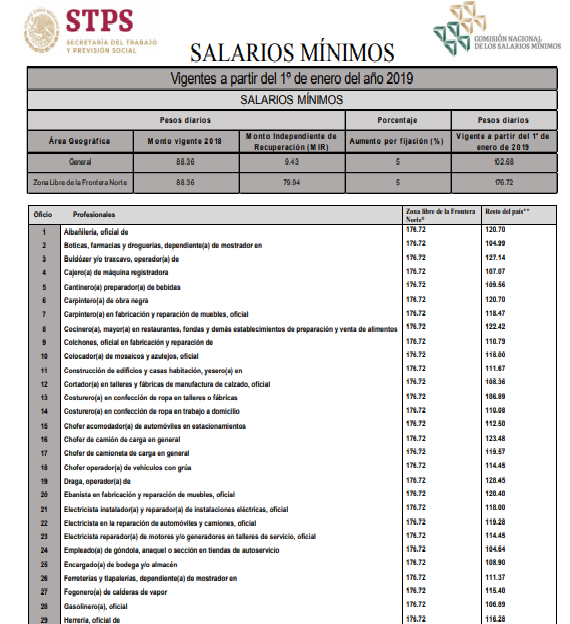 STPS
SECRETARÍA DEL TRABAJO
Y PREVISIÓN SOCIAL
COMISIÓN NACIONAL
DE LOS SALARIOS MÍNIMOS
SALARIOS MÍNIMOS
Vigentes a partir del 1º de enero del año 2019
SALARIOS MÍNIMOS
Pesos diarios Porcentaje Pesos diarios
Área Geográfica Monto vigente 2018 Monto Independiente de Recuperación (MIR) Aumento por fijación (%) Vigente a partir del 1º de enero de 2019
General 88.36 9.43 5 102.68
Zona Libre de la Frontera Norte 88.36 79.94 5 176.72
Oficio Profesionales Zona libre de la Frontera Norte* Resto del país**
1 Albañilería, oficial de 176.72 120.70
2 Boticas, farmacias y droguerías, dependiente(a) de mostrador en 176.72 104.99
3 Buldózer y/o traxcavo, operador(a) de 176.72 127.14
4 Cajero(a) de máquina registradora 176.72 107.07
5 Cantinero(a) preparador(a) de bebidas 176.72 109.56
6 Carpintero(a) de obra negra 176.72 120.70
7 Carpintero(a) en fabricación y reparación de muebles, oficial 176.72 118.47
8 Cocinero(a), mayor(a) en restaurantes, fondas y demás establecimientos de preparación y venta de alimentos 176.72 122.42
9 Colchones, oficial en fabricación y reparación de 176.72 110.79
10 Colocador(a) de mosaicos y azulejos, oficial 176.72 118.00
11 Construcción de edificios y casas habitación, yesero(a) en 176.72 111.67
12 Cortador(a) en talleres y fábricas de manufactura de calzado, oficial 176.72 108.36
13 Costurero(a) en confección de ropa en talleres o fábricas 176.72 106.89
14 Costurero(a) en confección de ropa en trabajo a domicilio 176.72 110.08
15 Chofer acomodador(a) de automóviles en estacionamientos 176.72 112.50
16 Chofer de camión de carga en general 176.72 123.48
17 Chofer de camioneta de carga en general 176.72 119.57
18 Chofer operador(a) de vehículos con grúa 176.72 114.45
19 Draga, operador(a) de 176.72 128.45
20 Ebanista en fabricación y reparación de muebles, oficial 176.72 120.40
21 Electricista instalador(a) y reparador(a) de instalaciones eléctricas, oficial 176.72 118.00
22 Electricista en la reparación de automóviles y camiones, oficial 176.72 119.28
23 Electricista reparador(a) de motores y/o generadores en talleres de servicio, oficial 176.72 114.45
24 Empleado(a) de góndola, anaquel o sección en tiendas de autoservicio 176.72 104.64
25 Encargado(a) de bodega y/o almacén 176.72 108.90
26 Ferreterías y tlapalerías, dependiente(a) de mostrador en 176.72 111.37
27 Fogonero(a) de calderas de vapor 176.72 115.40
28 Gasolinero(a), oficial 176.72 106.89
29 Herrería, oficial de 176.72 116.28